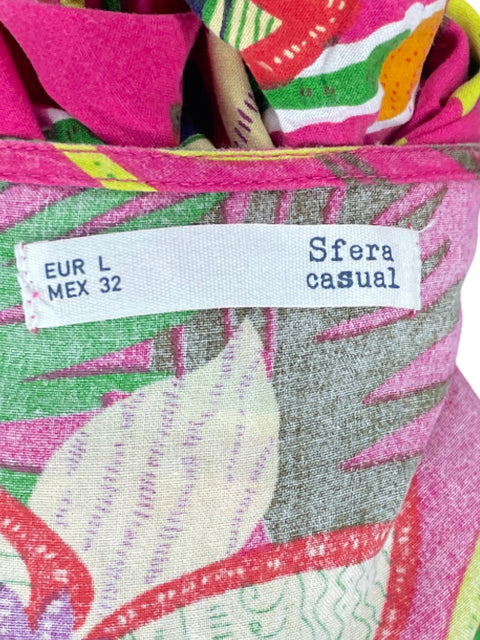 EUR L
MEX 32
Sfera
casual